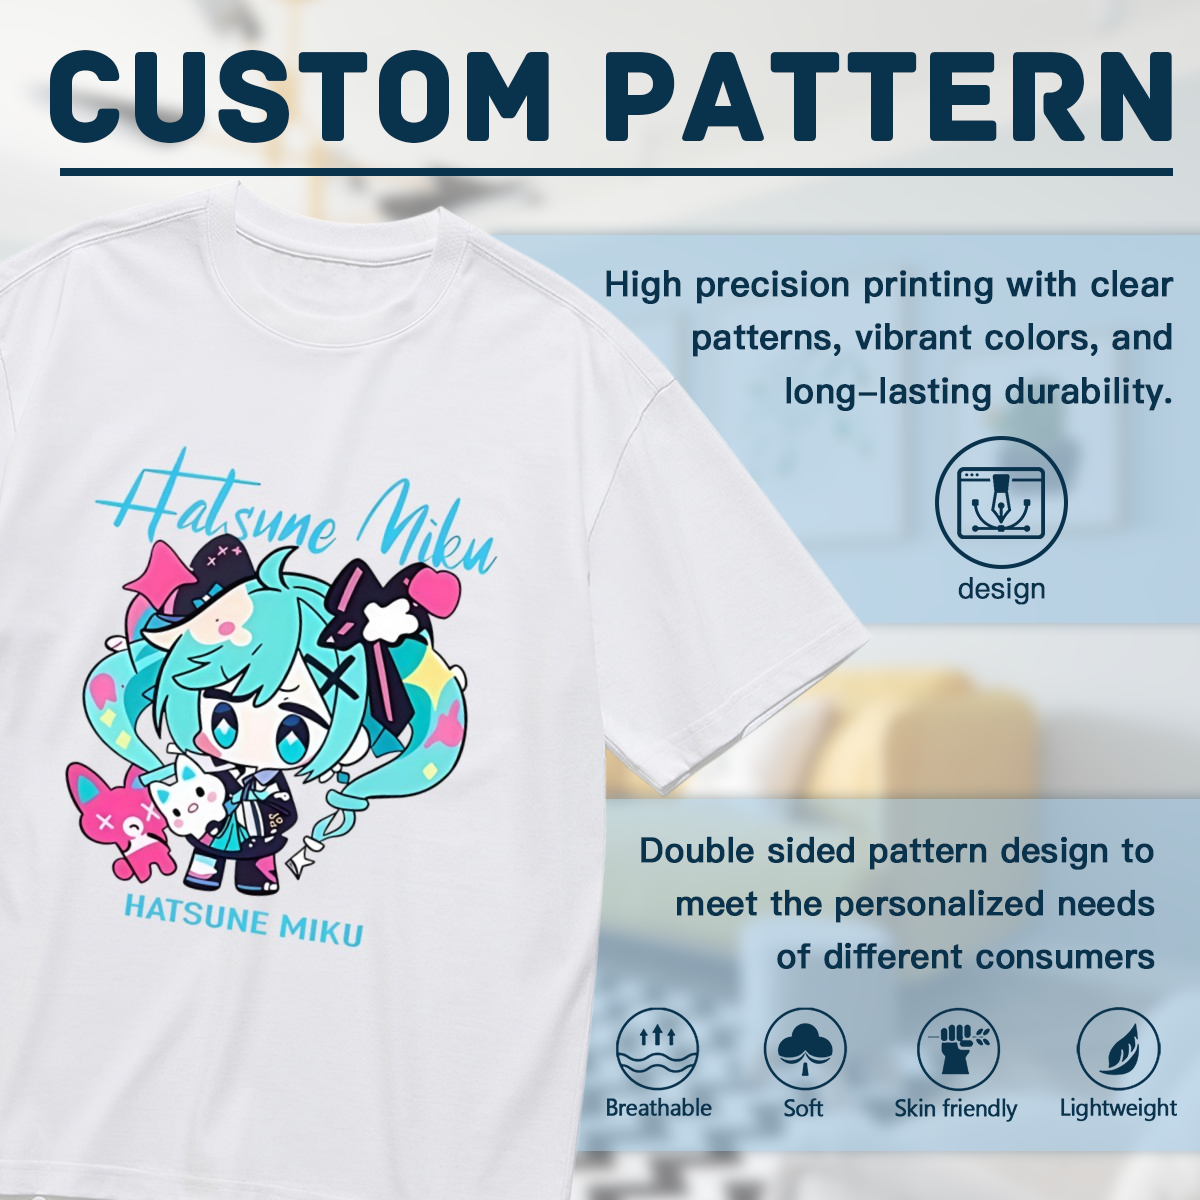 CUSTOM PATTERN
High precision printing with clear
patterns, vibrant colors, and
long-lasting durability.
design
Hatsune Miku
HATSUNE MIKU
Double sided pattern design to
meet the personalized needs
of different consumers
Breathable
Soft
Skin friendly
Lightweight